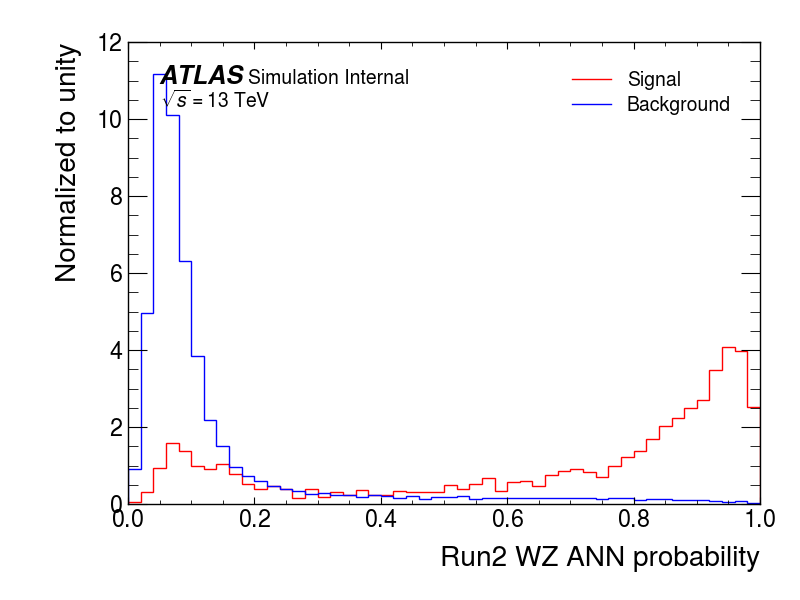 12
10
8
6
4
2
0
Normalized to unity
ATLAS Simulation Internal
√s = 13 TeV
Signal
Background
0.0 0.2 0.4 0.6 0.8 1.0
Run2 WZ ANN probability